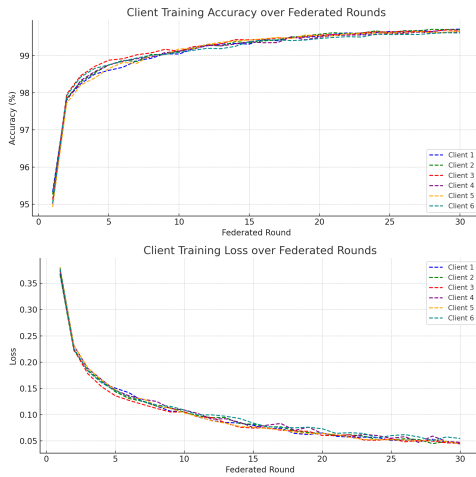 Client Training Accuracy over Federated Rounds
Accuracy (%)
99
98
97
96
95
0
5
10
15
20
25
30
Federated Round
Client 1
Client 2
Client 3
Client 4
Client 5
Client 6
Client Training Loss over Federated Rounds
Loss
0.35
0.30
0.25
0.20
0.15
0.10
0.05
0
5
10
15
20
25
30
Federated Round
Client 1
Client 2
Client 3
Client 4
Client 5
Client 6